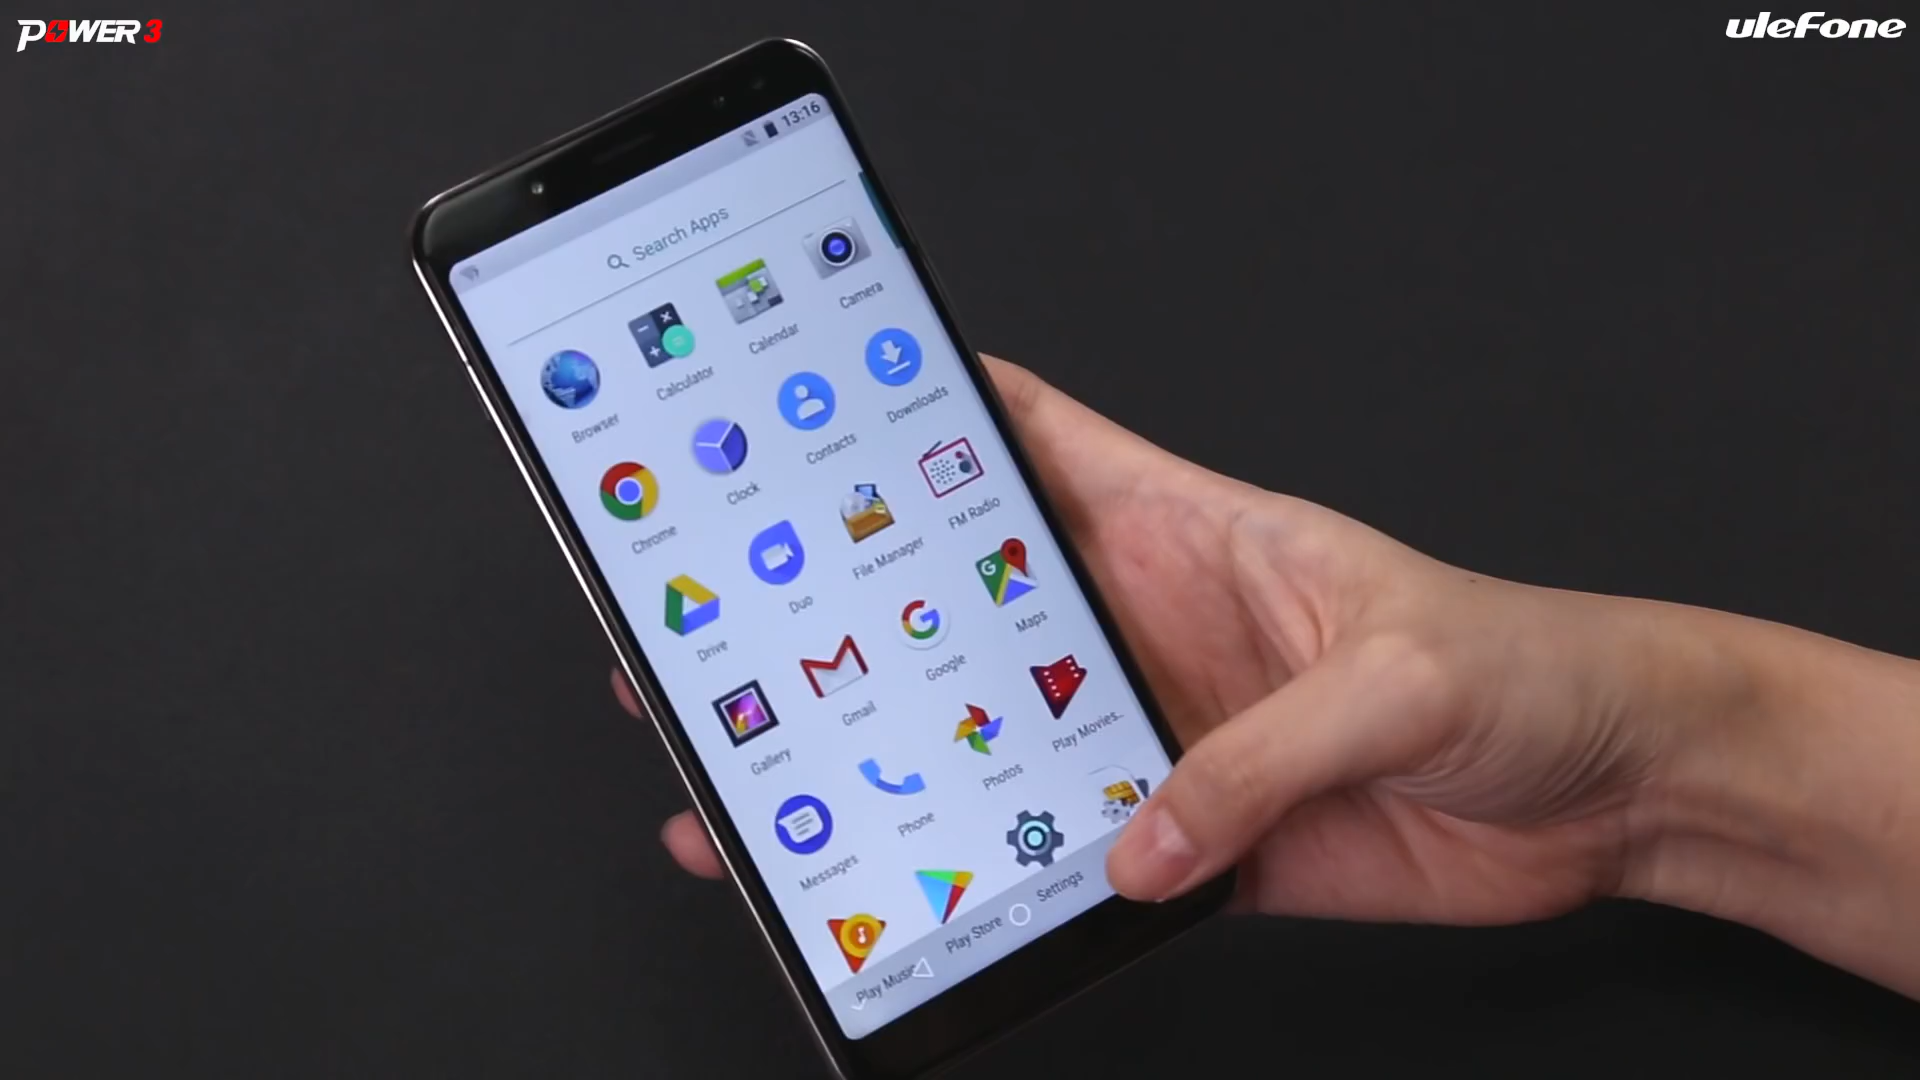 POWER 3
uleFone
13:16
Search Apps
Browser
Calculator
Calendar
Camera
Chrome
Clock
Contacts
Downloads
Drive
Duo
File Manager
FM Radio
Gallery
Gmail
Google
Maps
Messages
Phone
Photos
Play Movies..
Play Music
Play Store
Settings